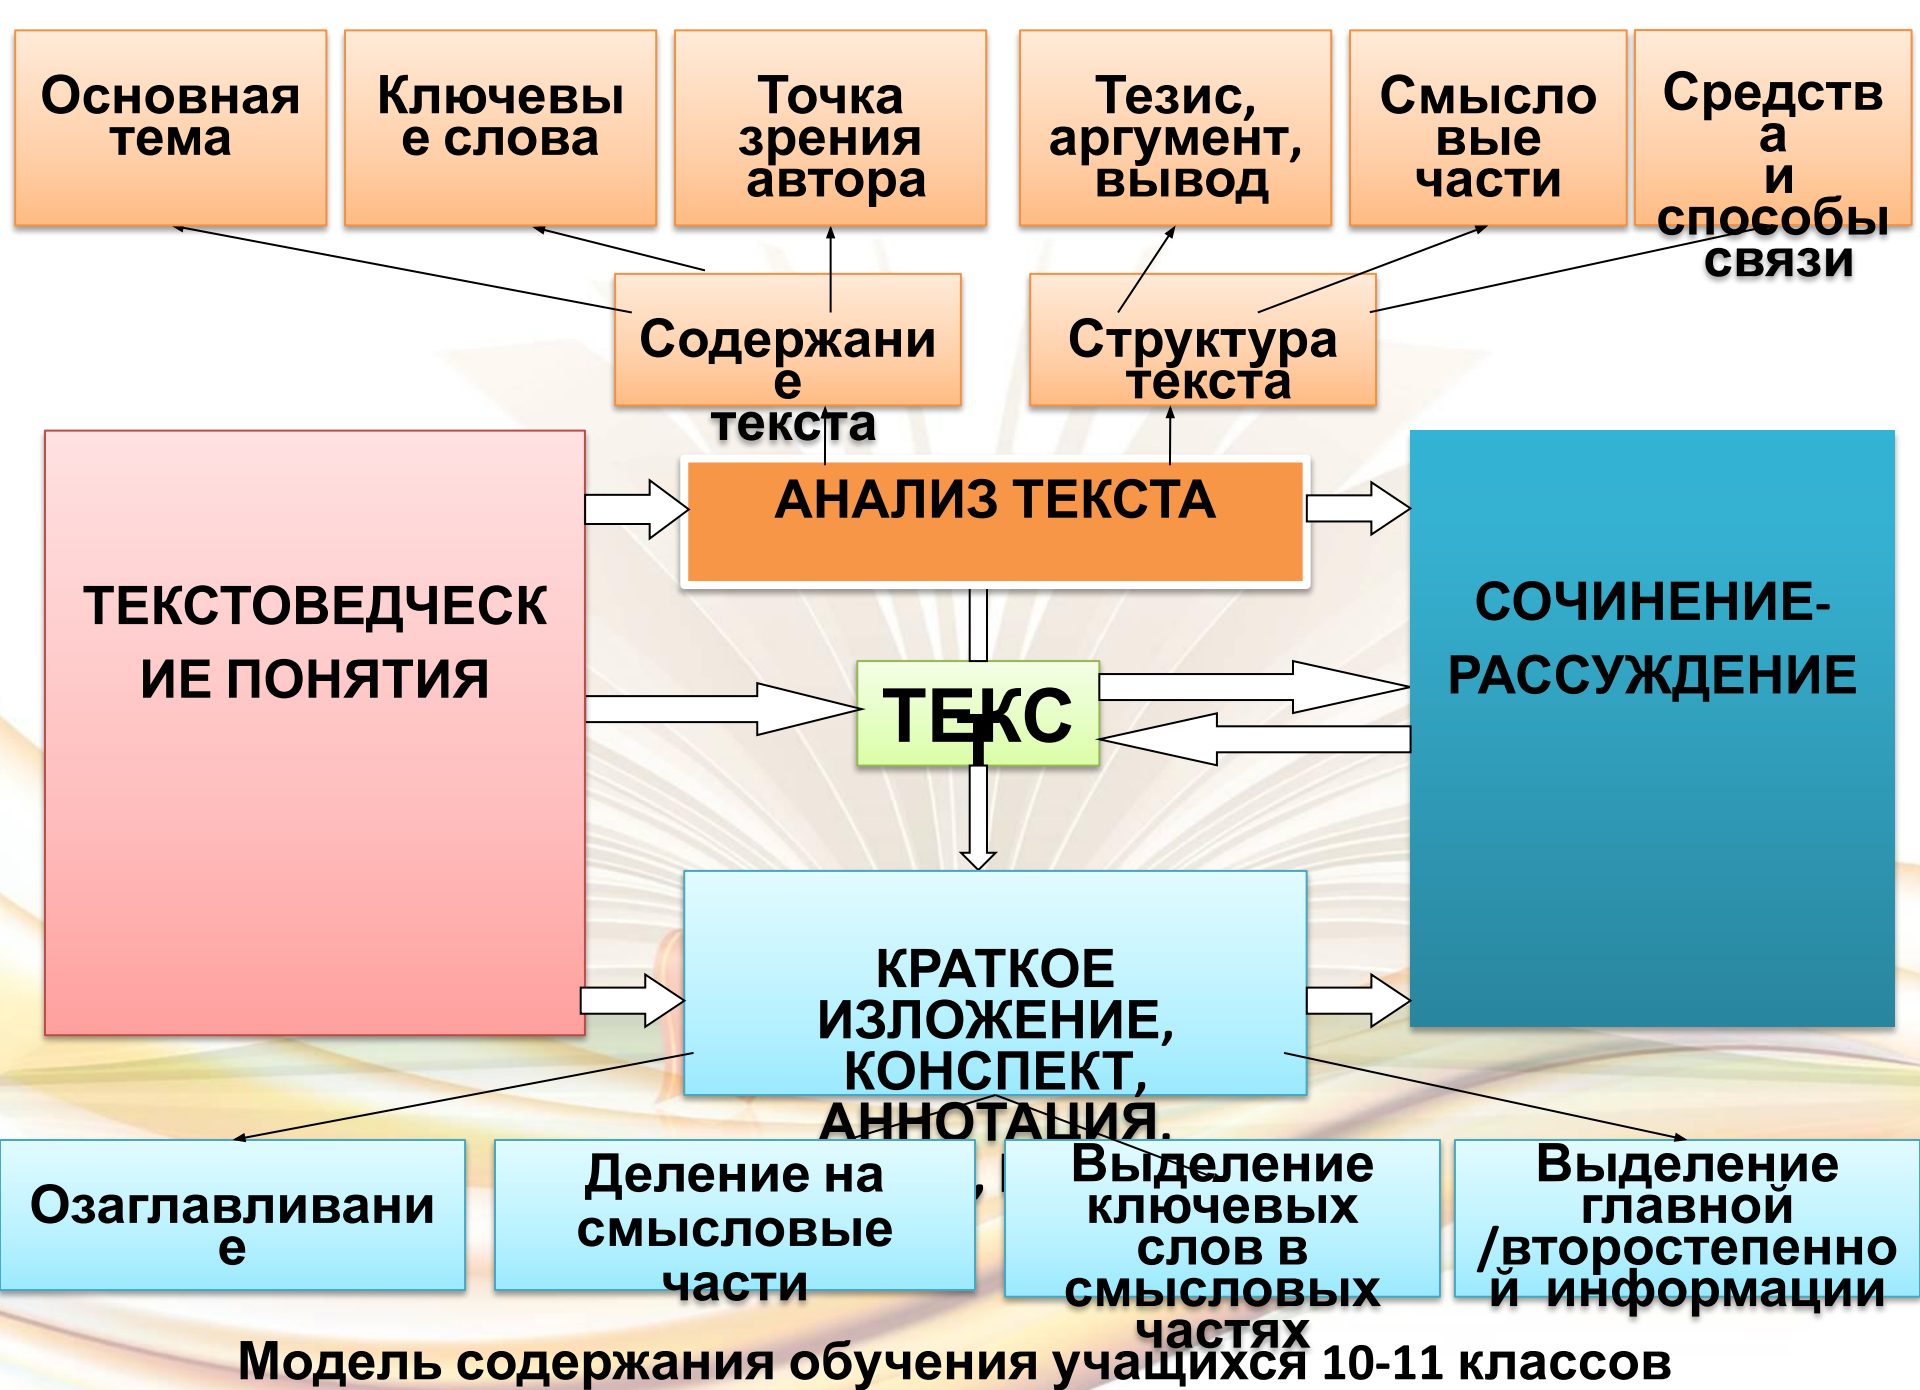 Основная
тема
Ключевы
е слова
Точка
зрения
автора
Тезис,
аргумент,
вывод
Смысло
вые
части
Средств
а
и
способы
связи
Содержани
е
текста
Структура
текста
ТЕКСТОВЕДЧЕСК
ИЕ ПОНЯТИЯ
АНАЛИЗ ТЕКСТА
СОЧИНЕНИЕ-
РАССУЖДЕНИЕ
ТЕКС
Т
КРАТКОЕ
ИЗЛОЖЕНИЕ,
КОНСПЕКТ,
АННОТАЦИЯ,
Озаглавливани
е
Деление на
смысловые
части
Выделение
ключевых
слов в
смысловых
частях
Выделение
главной
/второстепенно
й информации
Модель содержания обучения учащихся 10-11 классов